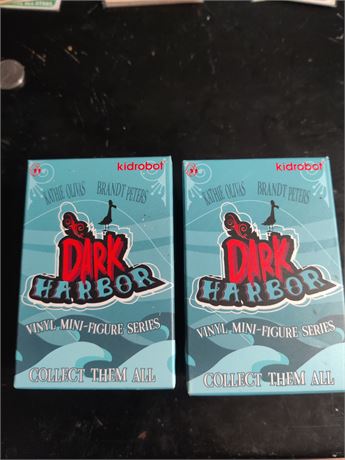 kidrobot
KATHIE OLIVAS BRANDT PETERS
DARK
HARBOR
VINYL MINI-FIGURE SERIES
COLLECT THEM ALL
kidrobot
KATHIE OLIVAS BRANDT PETERS
DARK
HARBOR
VINYL MINI-FIGURE SERIES
COLLECT THEM ALL